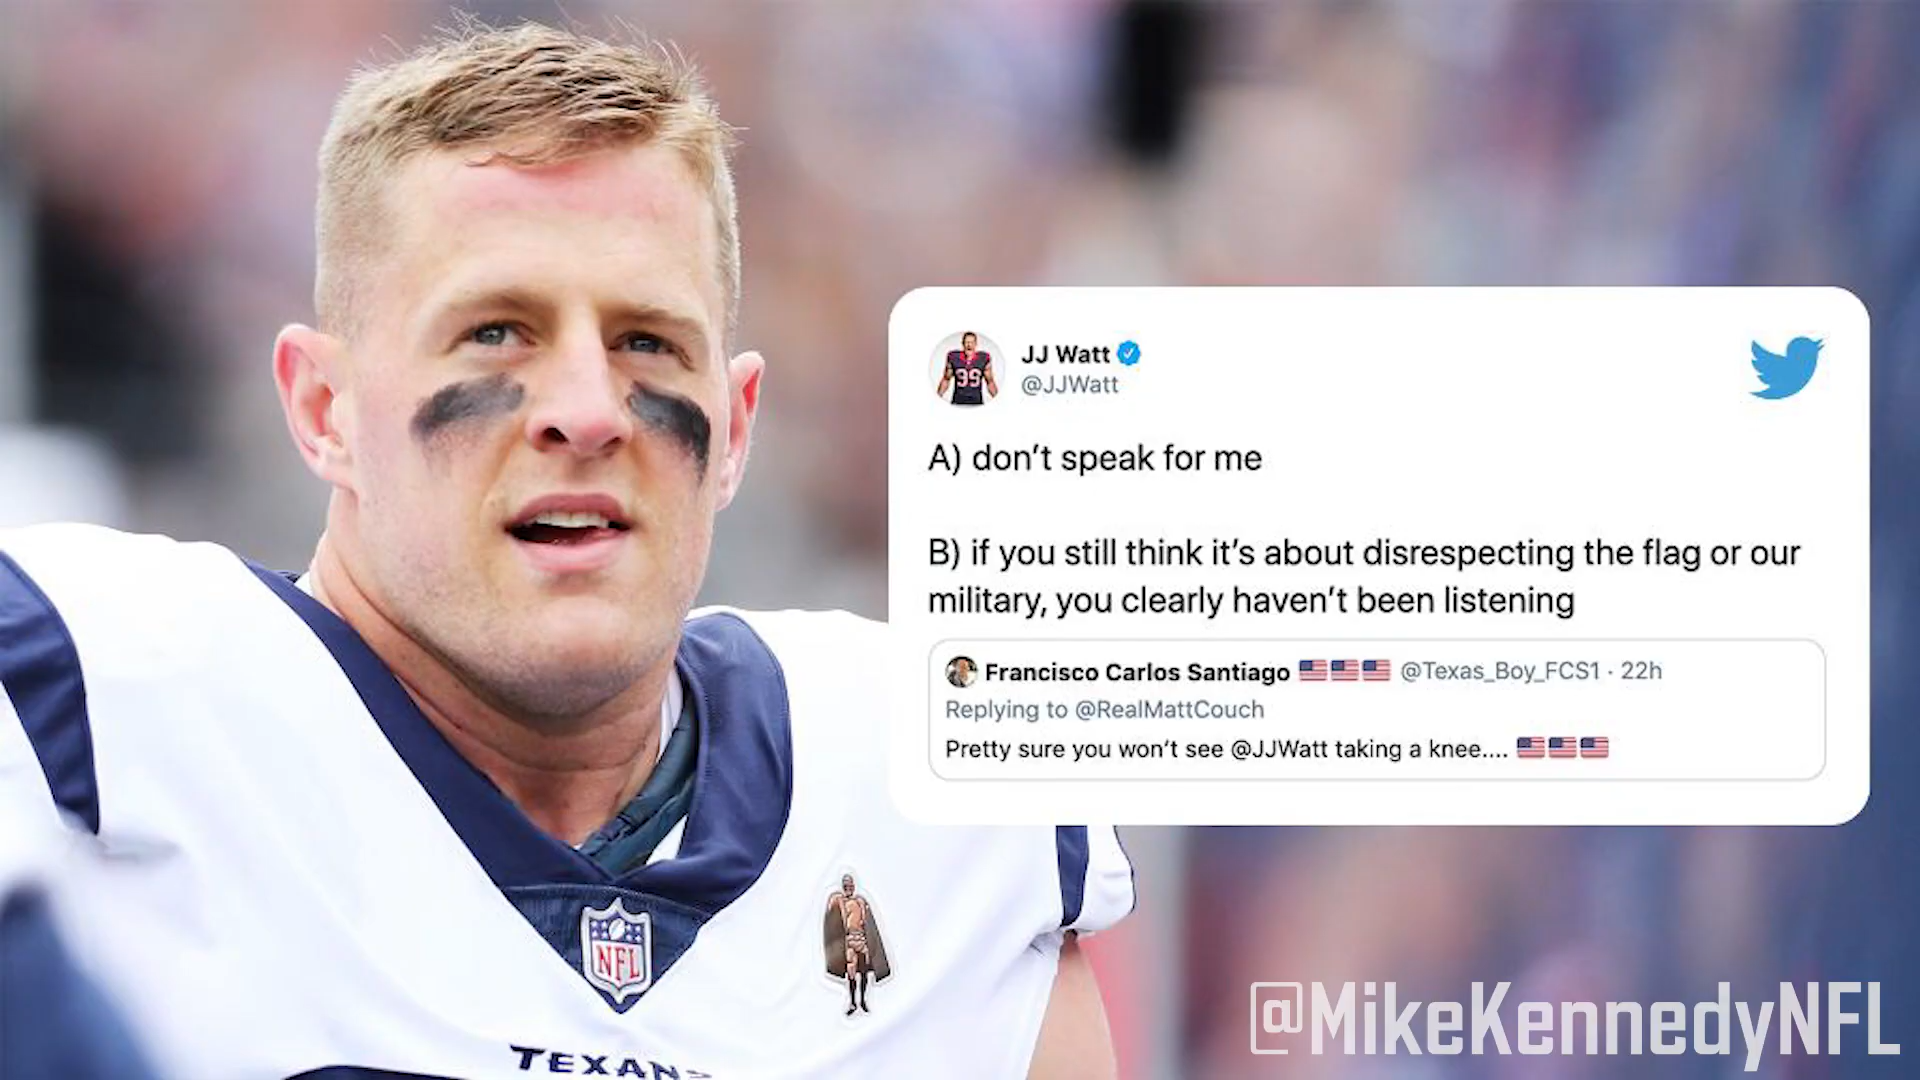 JJ Watt
@JJWatt
A) don't speak for me
B) if you still think it's about disrespecting the flag or our
military, you clearly haven't been listening
Francisco Carlos Santiago 🇺🇸🇺🇸🇺🇸 @Texas_Boy_FCS1 · 22h
Replying to @RealMattCouch
Pretty sure you won't see @JJWatt taking a knee.... 🇺🇸🇺🇸🇺🇸
99
NFL
TEXANS
@MikeKennedyNFL